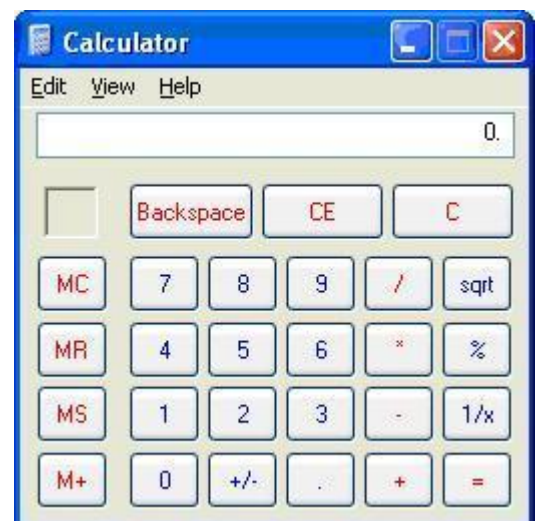 Calculator
Edit View Help
0.
Backspace CE C
MC 7 8 9 / sqrt
MR 4 5 6 * %
MS 1 2 3 - 1/x
M+ 0 +/- . + =